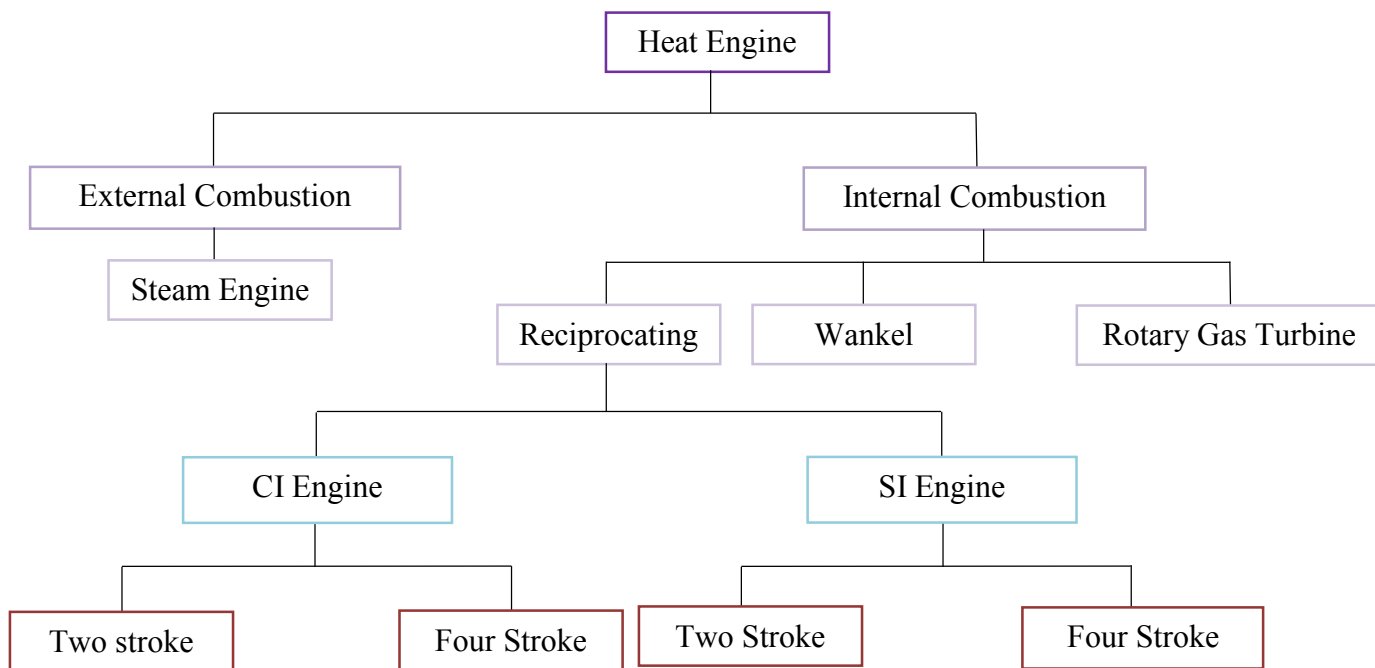 Heat Engine
External Combustion
Internal Combustion
Steam Engine
Reciprocating
Wankel
Rotary Gas Turbine
CI Engine
SI Engine
Two stroke
Four Stroke
Two Stroke
Four Stroke